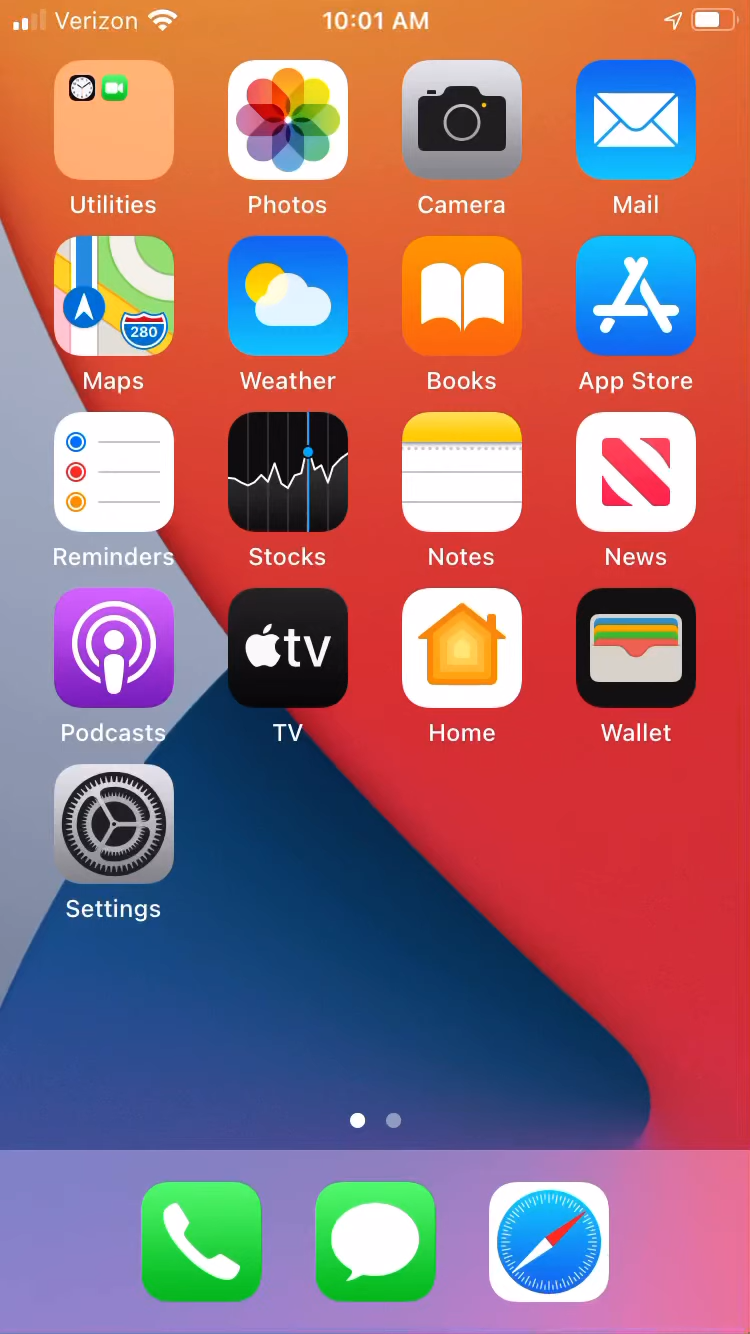 Verizon 10:01 AM
Utilities Photos Camera Mail
280
Maps Weather Books App Store
Reminders Stocks Notes News
tv
Podcasts TV Home Wallet
Settings